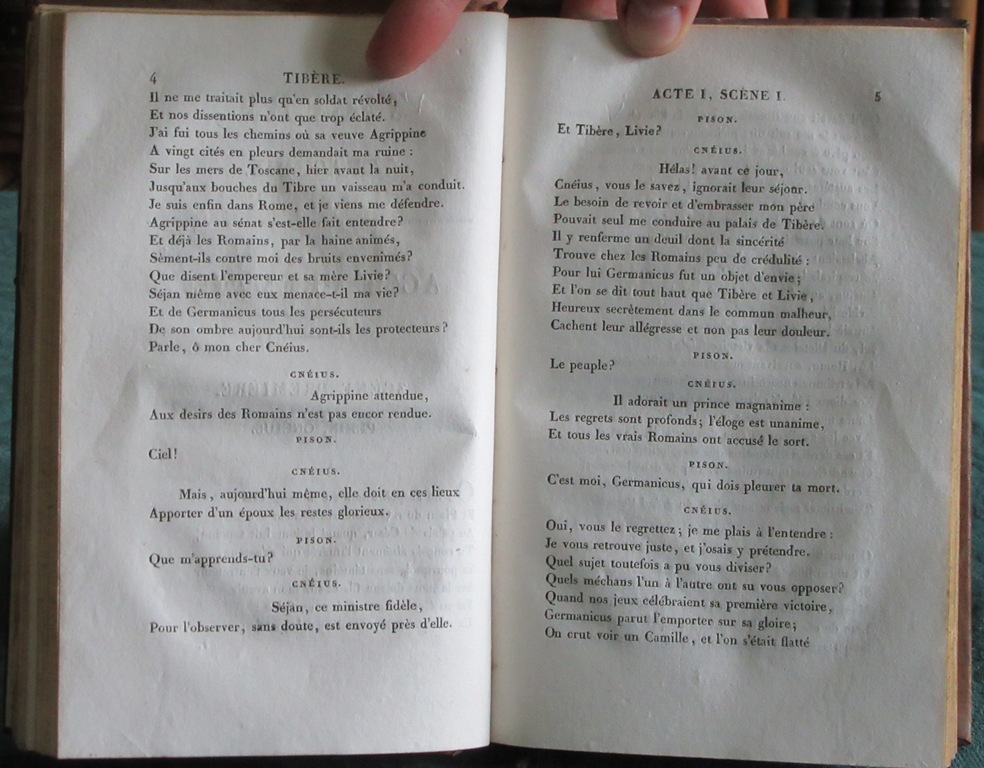 4 TIBÈRE.
Il ne me traitait plus qu'en soldat révolté,
Et nos dissentions n'ont que trop éclaté.
J'ai fui tous les chemins où sa veuve Agrippine
A vingt cités en pleurs demandait ma ruine :
Sur les mers de Toscane, hier avant la nuit,
Jusqu'aux bouches du Tibre un vaisseau m'a conduit.
Je suis enfin dans Rome, et je viens me défendre.
Agrippine au sénat s'est-elle fait entendre?
Et déjà les Romains, par la haine animés,
Sèment-ils contre moi des bruits envenimés?
Que disent l'empereur et sa mère Livie?
Séjan même avec eux menace-t-il ma vie?
Et de Germanicus tous les persécuteurs
De son ombre aujourd'hui sont-ils les protecteurs?
Parle, ô mon cher Cnéius.
CNÉIUS.
Agrippine attendue,
Aux desirs des Romains n'est pas encor rendue.
PISON.
Ciel!
CNÉIUS.
Mais, aujourd'hui même, elle doit en ces lieux
Apporter d'un époux les restes glorieux.
PISON.
Que m'apprends-tu?
CNÉIUS.
Séjan, ce ministre fidèle,
Pour l'observer, sans doute, est envoyé près d'elle.
ACTE I, SCÈNE I. 5
PISON.
Et Tibère, Livie?
CNÉIUS.
Hélas! avant ce jour,
Cnéius, vous le savez, ignorait leur séjour.
Le besoin de revoir et d'embrasser mon père
Pouvait seul me conduire au palais de Tibère.
Il y renferme un deuil dont la sincérité
Trouve chez les Romains peu de crédulité :
Pour lui Germanicus fut un objet d'envie;
Et l'on se dit tout haut que Tibère et Livie,
Heureux secrètement dans le commun malheur,
Cachent leur allégresse et non pas leur douleur.
PISON.
Le peuple?
CNÉIUS.
Il adorait un prince magnanime :
Les regrets sont profonds; l'éloge est unanime,
Et tous les vrais Romains ont accusé le sort.
PISON.
C'est moi, Germanicus, qui dois pleurer ta mort.
CNÉIUS.
Oui, vous le regrettez; je me plais à l'entendre :
Je vous retrouve juste, et j'osais y prétendre.
Quel sujet toutefois a pu vous diviser?
Quels méchans l'un à l'autre ont su vous opposer?
Quand nos jeux célébraient sa première victoire,
Germanicus parut l'emporter sur sa gloire;
On crut voir un Camille, et l'on s'était flatté